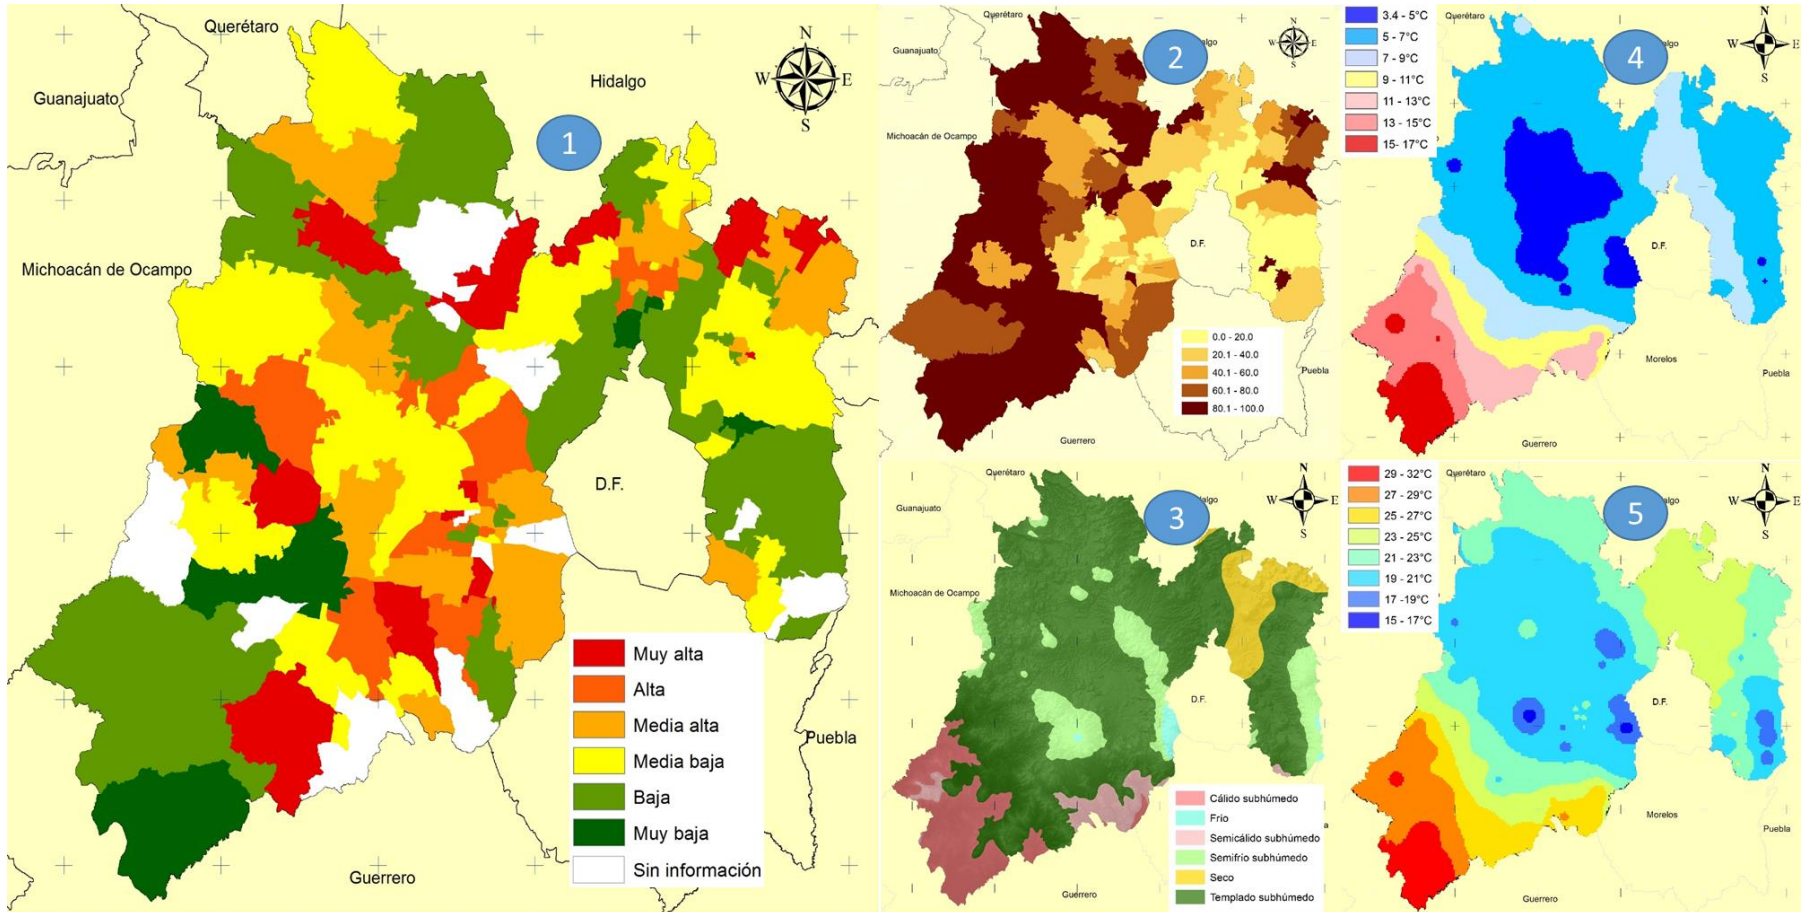 Querétaro
Guanajuato
Hidalgo
N
W E
S
1
Michoacán de Ocampo
D.F.
Puebla
Guerrero
Muy alta
Alta
Media alta
Media baja
Baja
Muy baja
Sin información
Querétaro
Guanajuato
2
algo
N
W E
S
Michoacán de Ocampo
D.F.
0.0 - 20.0
20.1 - 40.0
40.1 - 60.0
60.1 - 80.0
80.1 - 100.0
Puebla
Guerrero
Querétaro
Guanajuato
3
algo
N
W E
S
Michoacán de Ocampo
D.F.
Cálido subhúmedo
Frío
Semicálido subhúmedo
Semifrío subhúmedo
Seco
Templado subhúmedo
a
Guerrero
3.4 - 5°C
5 - 7°C
7 - 9°C
9 - 11°C
11 - 13°C
13 - 15°C
15- 17°C
Querétaro
4
algo
N
W E
S
D.F.
Morelos
Puebla
Guerrero
29 - 32°C
27 - 29°C
25 - 27°C
23 - 25°C
21 - 23°C
19 - 21°C
17 -19°C
15 - 17°C
Querétaro
5
algo
N
W E
S
D.F.
Morelos
Puebla
Guerrero